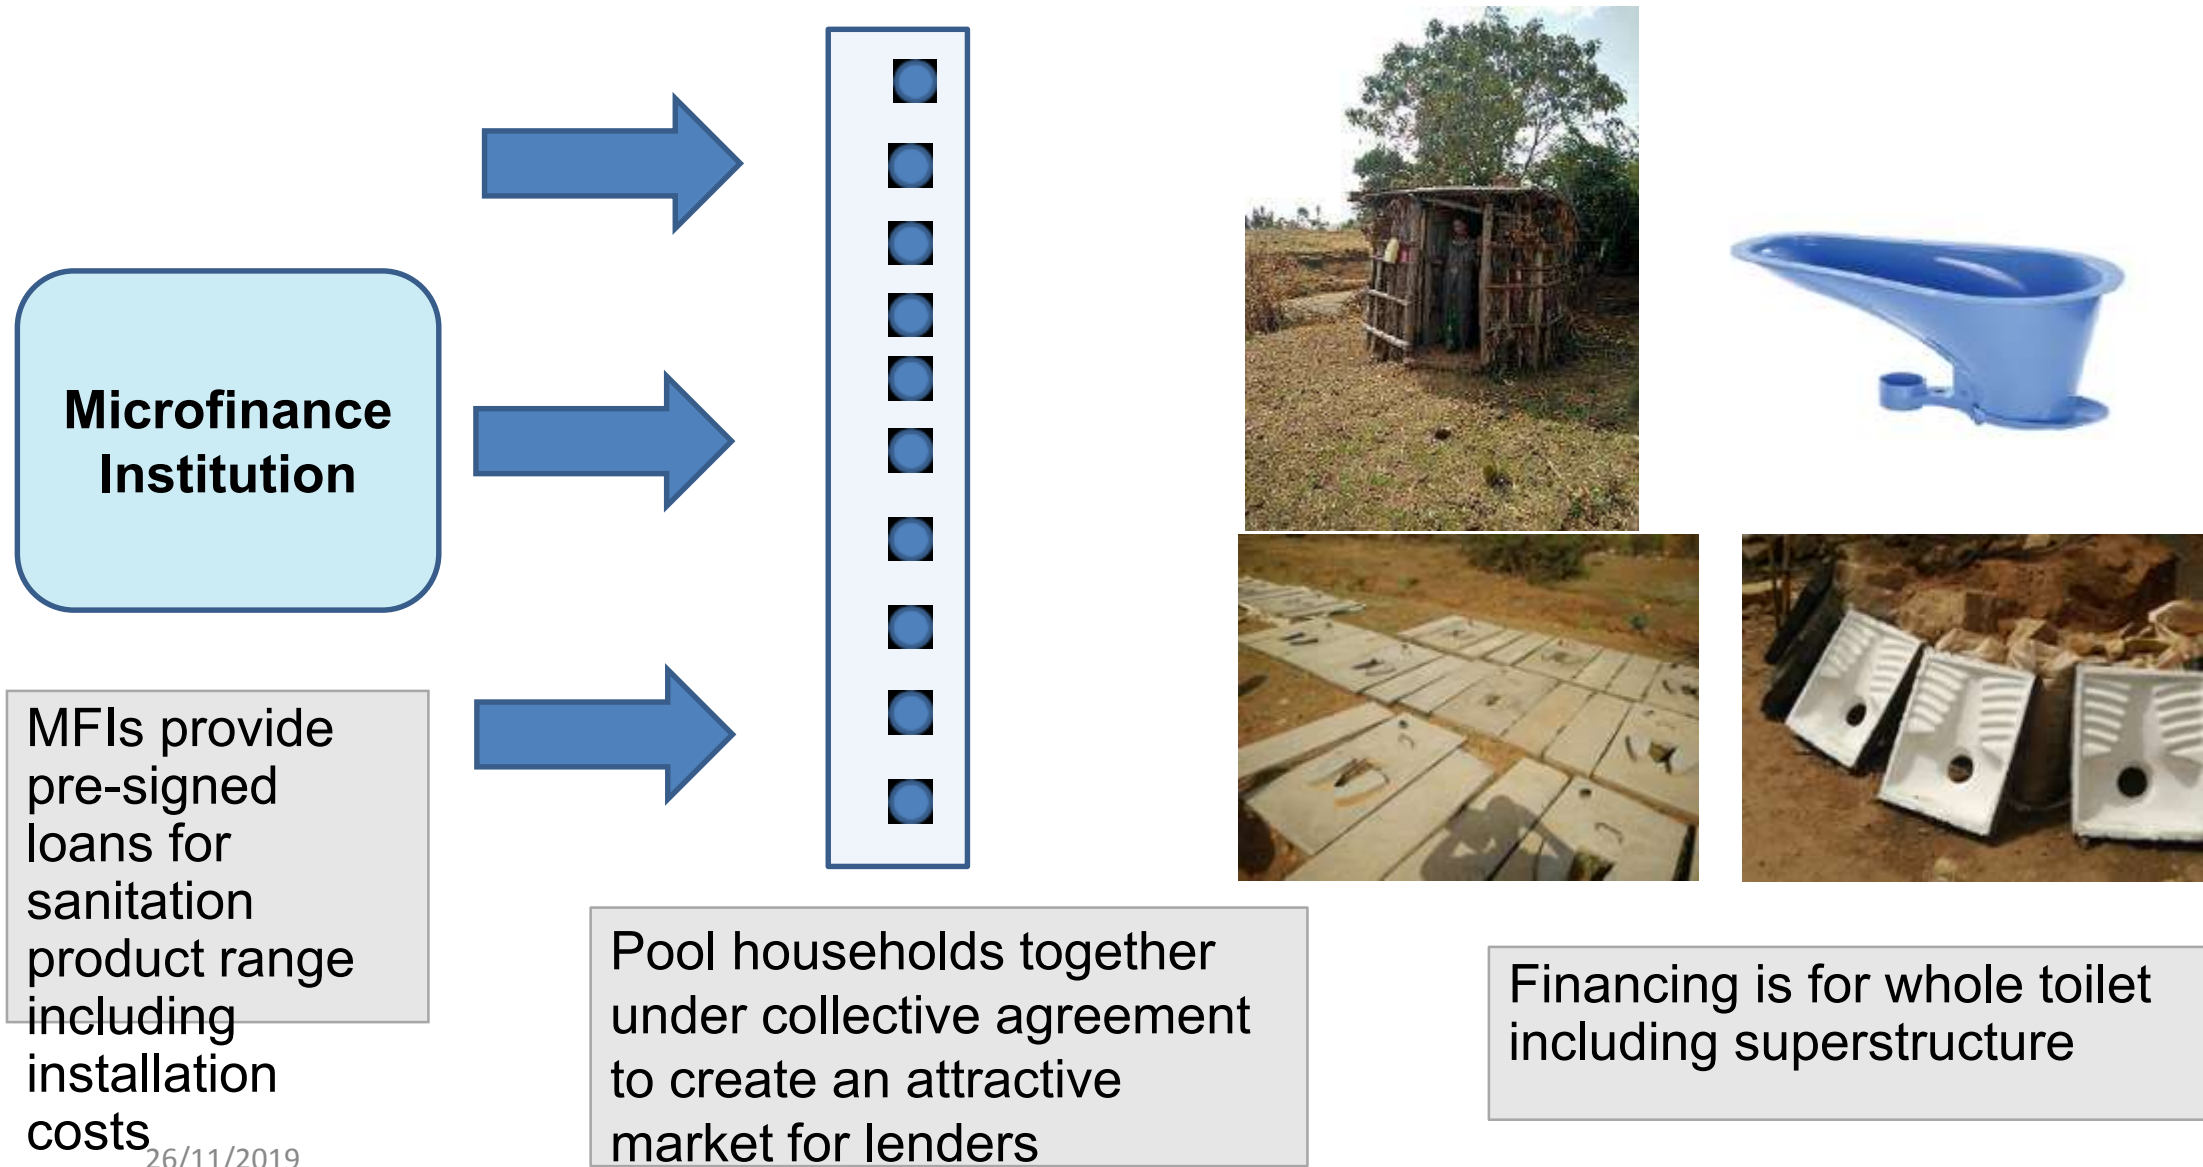 Microfinance
Institution
MFIs provide
pre-signed
loans for
sanitation
product range
including
installation
costs
26/11/2019
Pool households together
under collective agreement
to create an attractive
market for lenders
Financing is for whole toilet
including superstructure